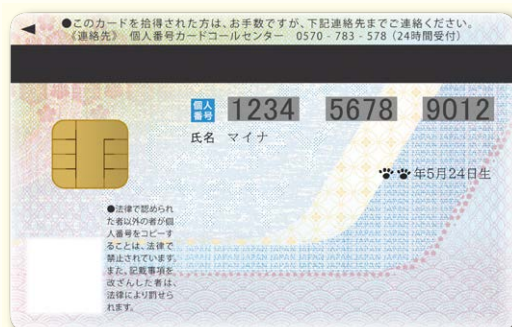 ●このカードを拾得された方は、お手数ですが、下記連絡先までご連絡ください。
《連絡先》 個人番号カードコールセンター 0570-783-578(24時間受付)
個人番号 1234 5678 9012
氏名 マイナ
年5月24日生
●法律で認められ
た者以外の者が個
人番号をコピーす
ることは、法律で
禁止されています。
また、記載事項を
改ざんした者は、
法律により罰せら
れます。